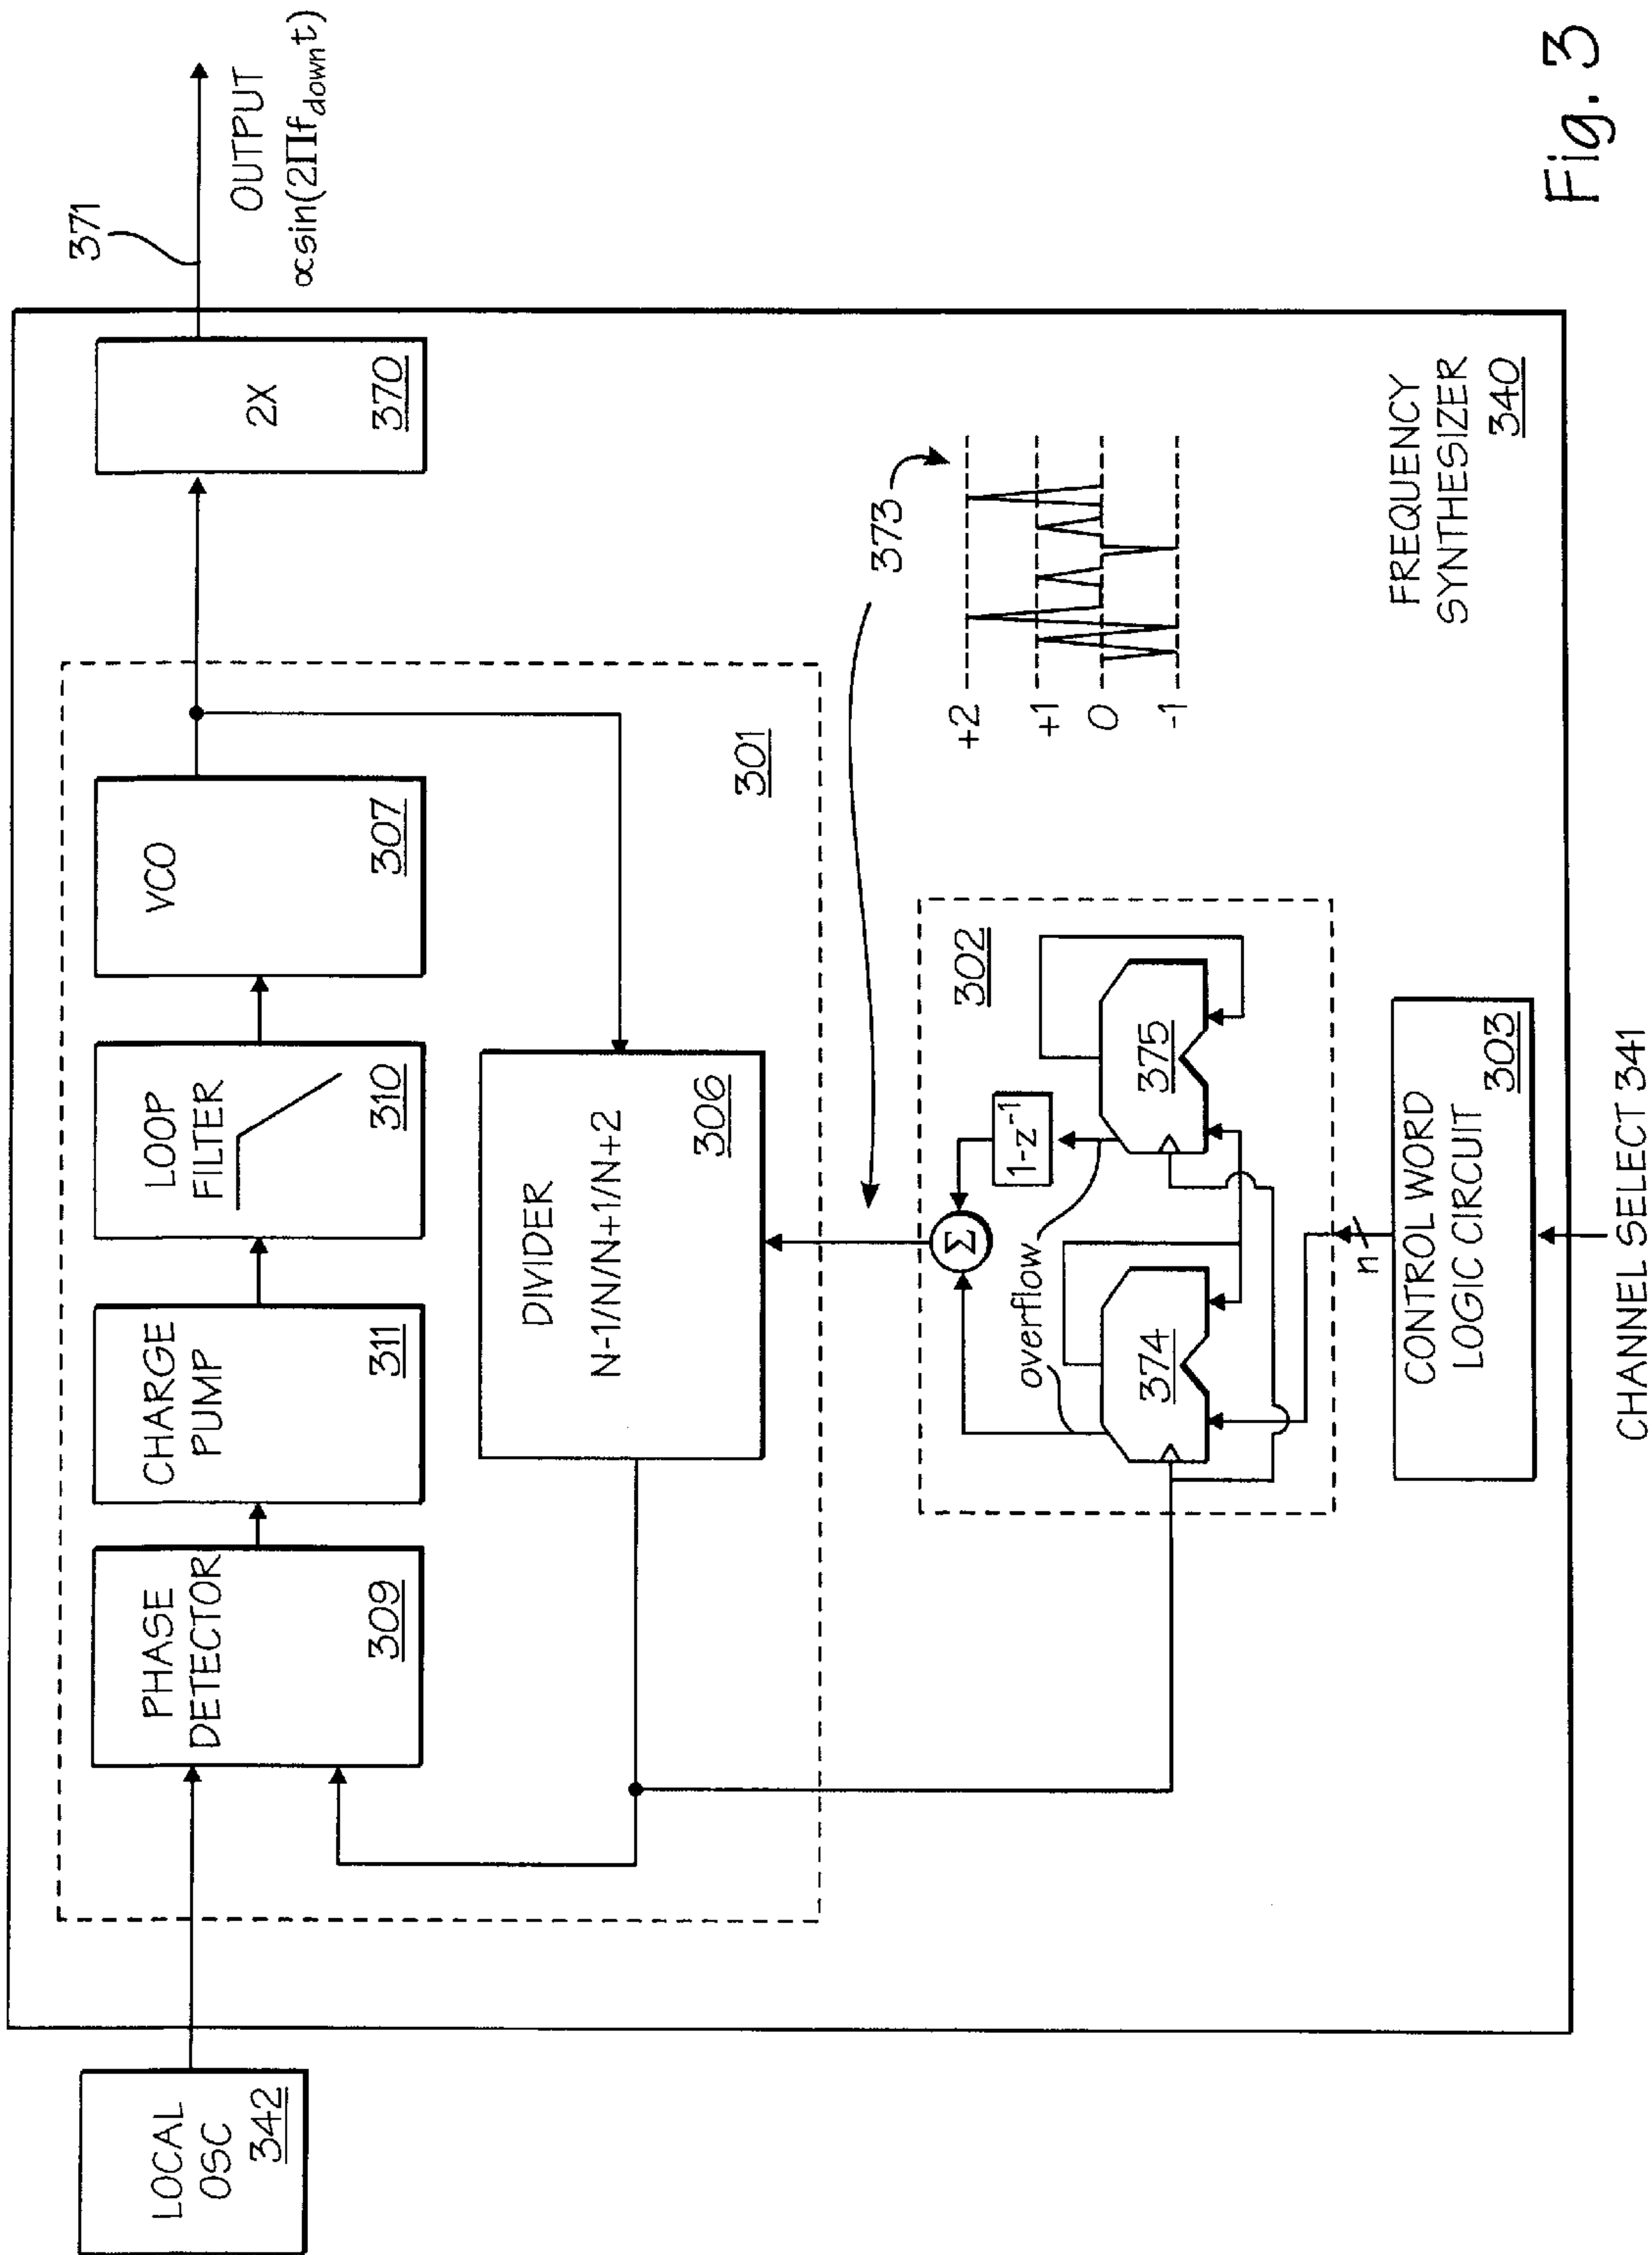 LOCAL
OSC
342
PHASE
DETECTOR
309
CHARGE
PUMP
311
LOOP
FILTER
310
VCO
307
2X
370
371
OUTPUT
∝sin(2Πf_down t)
DIVIDER
N-1/N/N+1/N+2
306
301
373
+2
+1
0
-1
302
Σ
1-z⁻¹
overflow
374
375
n
CONTROL WORD
LOGIC CIRCUIT
303
CHANNEL SELECT 341
FREQUENCY
SYNTHESIZER
340
Fig. 3